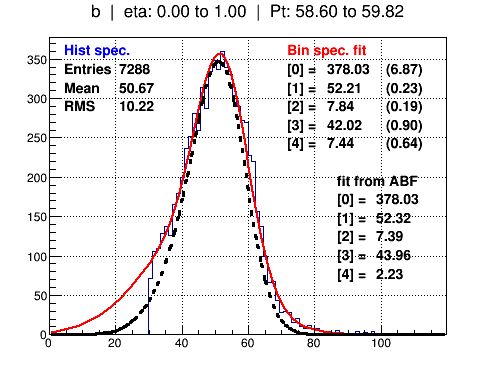 b | eta: 0.00 to 1.00 | Pt: 58.60 to 59.82
Hist spec.
Entries 7288
Mean 50.67
RMS 10.22
Bin spec. fit
[0] = 378.03 (6.87)
[1] = 52.21 (0.23)
[2] = 7.84 (0.19)
[3] = 42.02 (0.90)
[4] = 7.44 (0.64)
fit from ABF
[0] = 378.03
[1] = 52.32
[2] = 7.39
[3] = 43.96
[4] = 2.23
350
300
250
200
150
100
50
0
0 20 40 60 80 100